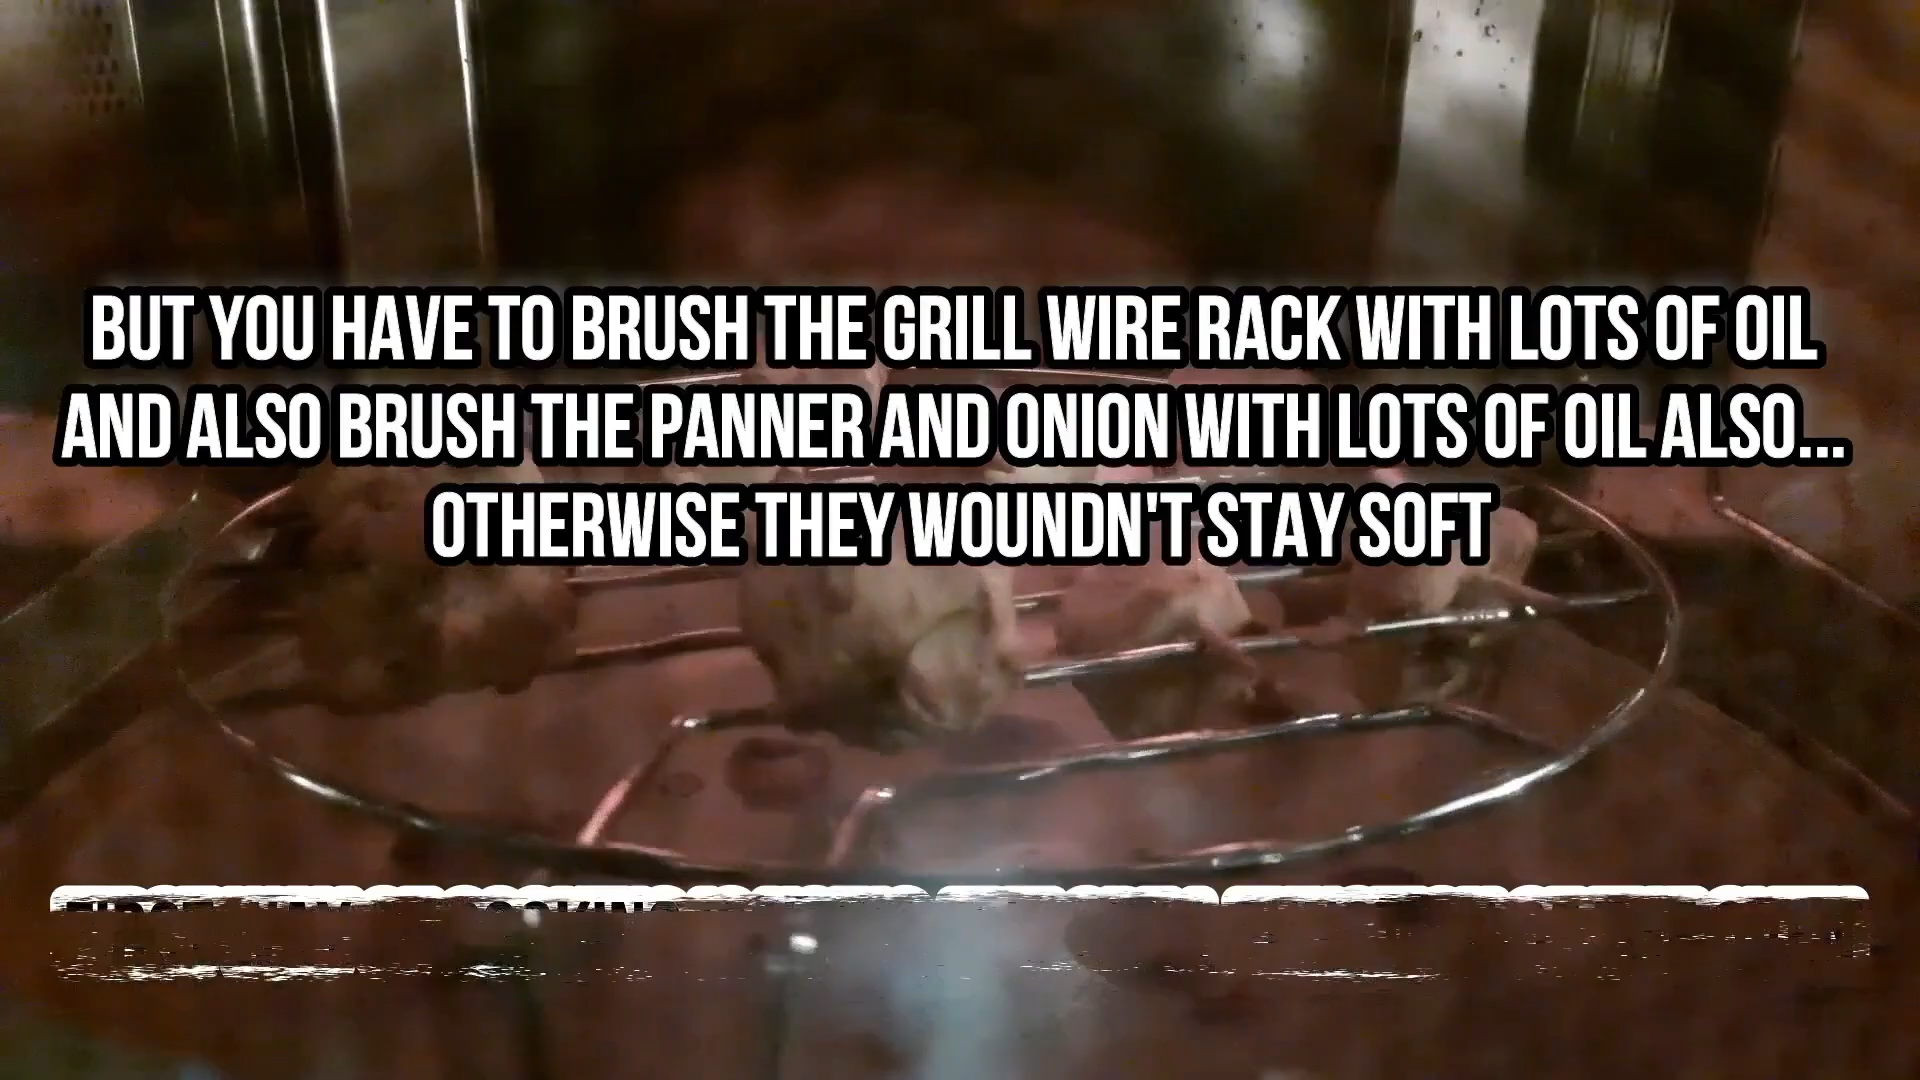 BUT YOU HAVE TO BRUSH THE GRILL WIRE RACK WITH LOTS OF OIL
AND ALSO BRUSH THE PANNER AND ONION WITH LOTS OF OIL ALSO...
OTHERWISE THEY WOUNDN'T STAY SOFT